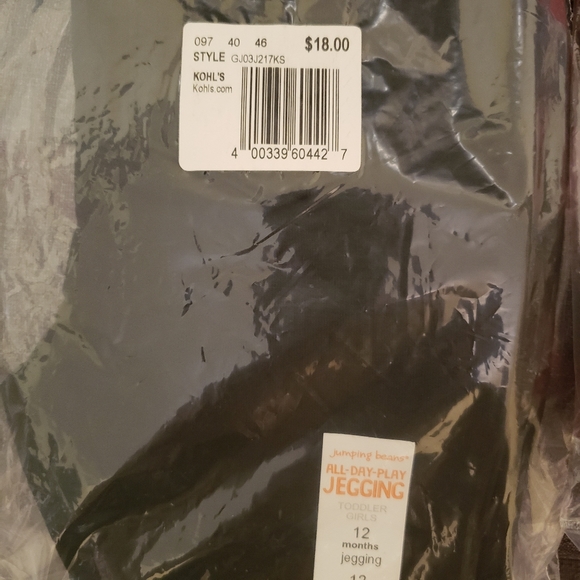 097 40 46 $18.00
STYLE GJ03J217KS
KOHL'S
Kohls.com
4 00339 60442 7
jumping beans®
ALL-DAY-PLAY
JEGGING
TODDLER
GIRLS
12
months
jegging
12